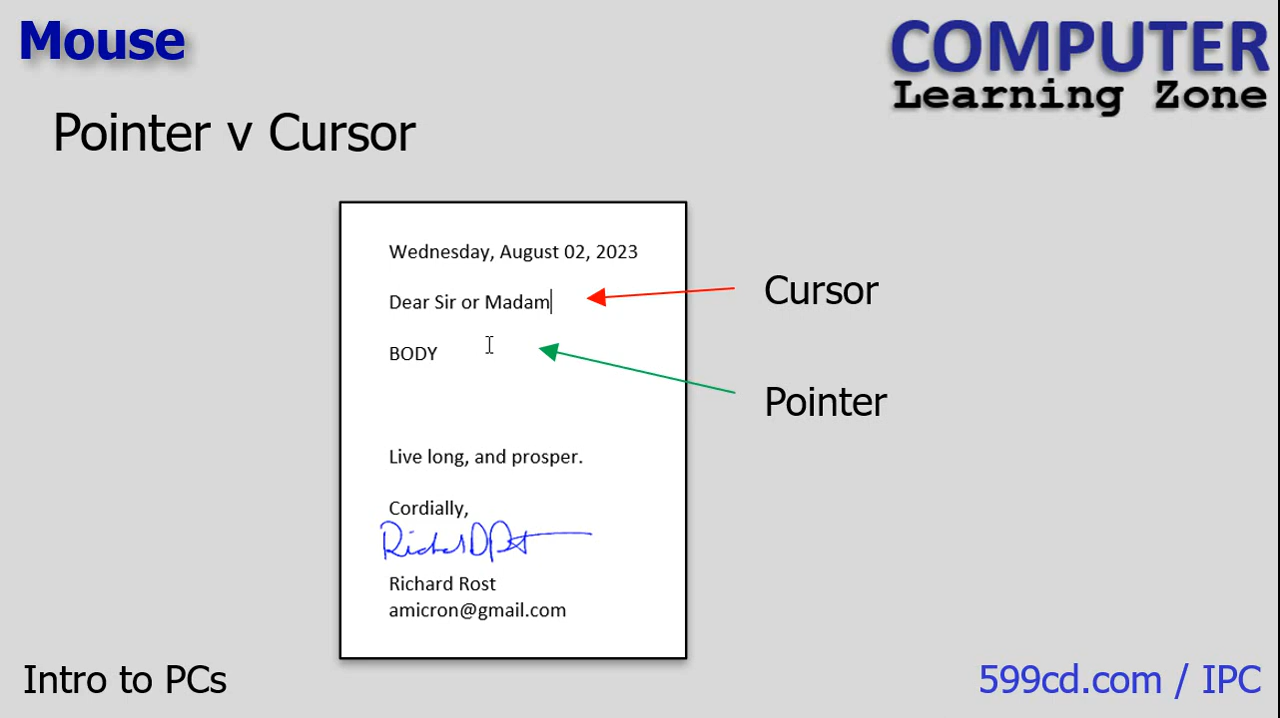 Mouse
COMPUTER
Learning Zone
Pointer v Cursor
Wednesday, August 02, 2023
Dear Sir or Madam
Cursor
BODY
Pointer
Live long, and prosper.
Cordially,
Richard Rost
amicron@gmail.com
Intro to PCs
599cd.com / IPC